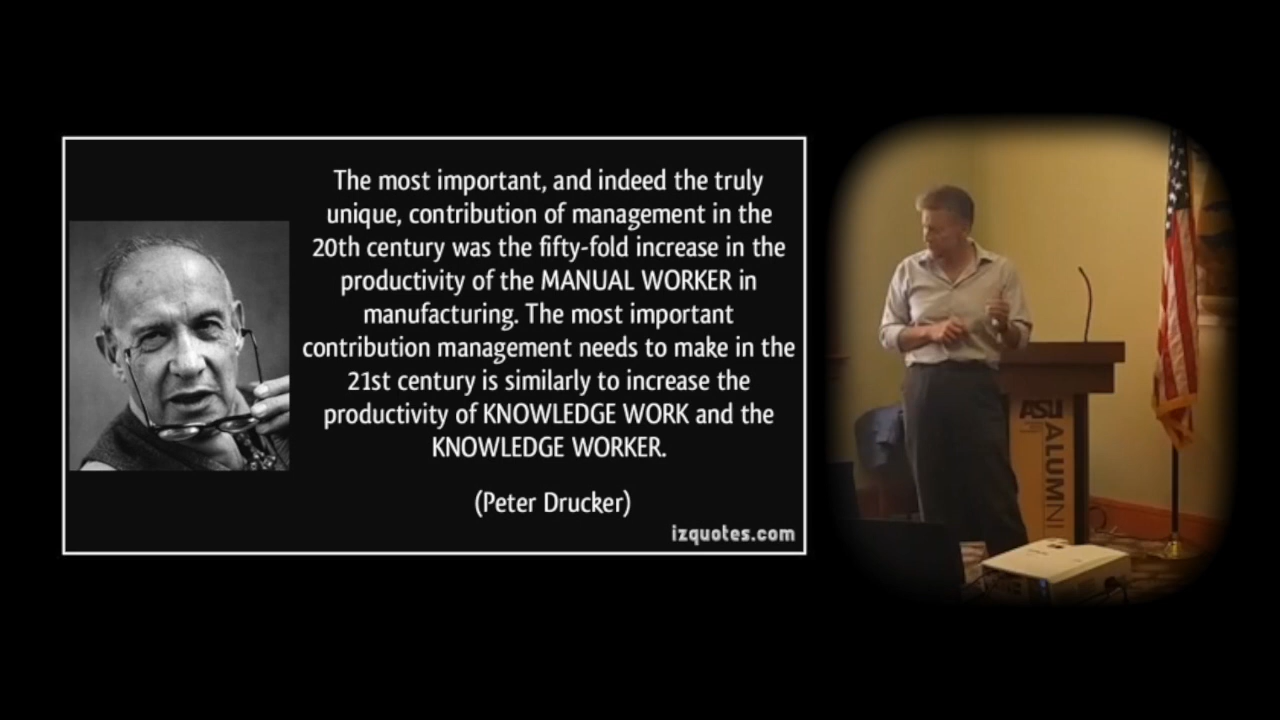 The most important, and indeed the truly
unique, contribution of management in the
20th century was the fifty-fold increase in the
productivity of the MANUAL WORKER in
manufacturing. The most important
contribution management needs to make in the
21st century is similarly to increase the
productivity of KNOWLEDGE WORK and the
KNOWLEDGE WORKER.
(Peter Drucker)
izquotes.com
ASU
ALUMNI